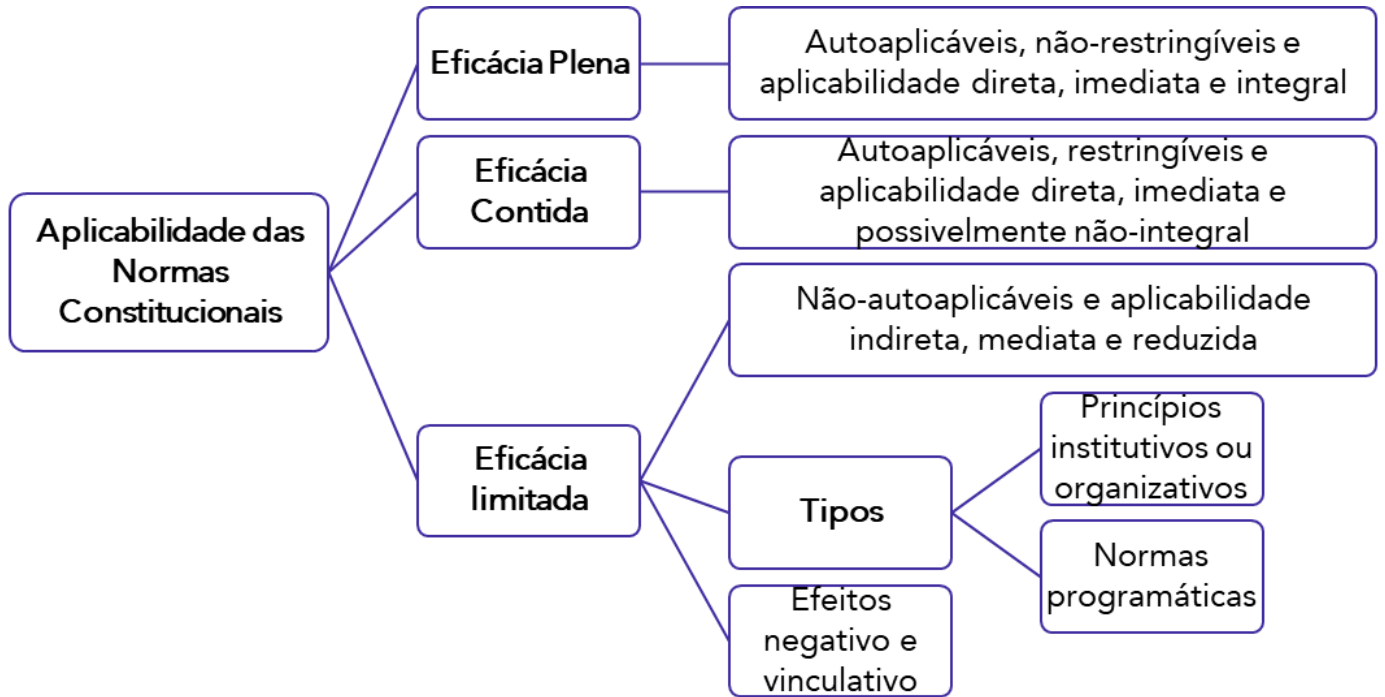 Aplicabilidade das
Normas
Constitucionais
Eficácia Plena
Autoaplicáveis, não-restringíveis e
aplicabilidade direta, imediata e integral
Eficácia
Contida
Autoaplicáveis, restringíveis e
aplicabilidade direta, imediata e
possivelmente não-integral
Eficácia
limitada
Não-autoaplicáveis e aplicabilidade
indireta, mediata e reduzida
Tipos
Princípios
institutivos ou
organizativos
Normas
programáticas
Efeitos
negativo e
vinculativo